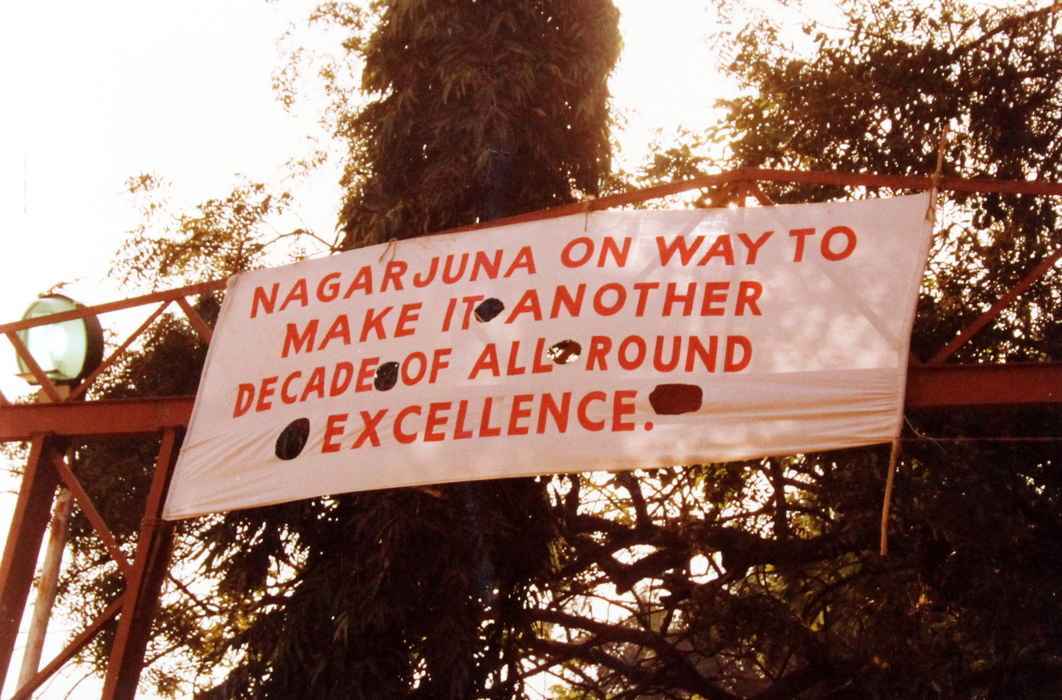 NAGARJUNA ON WAY TO
MAKE IT ANOTHER
DECADE OF ALL ROUND
EXCELLENCE.